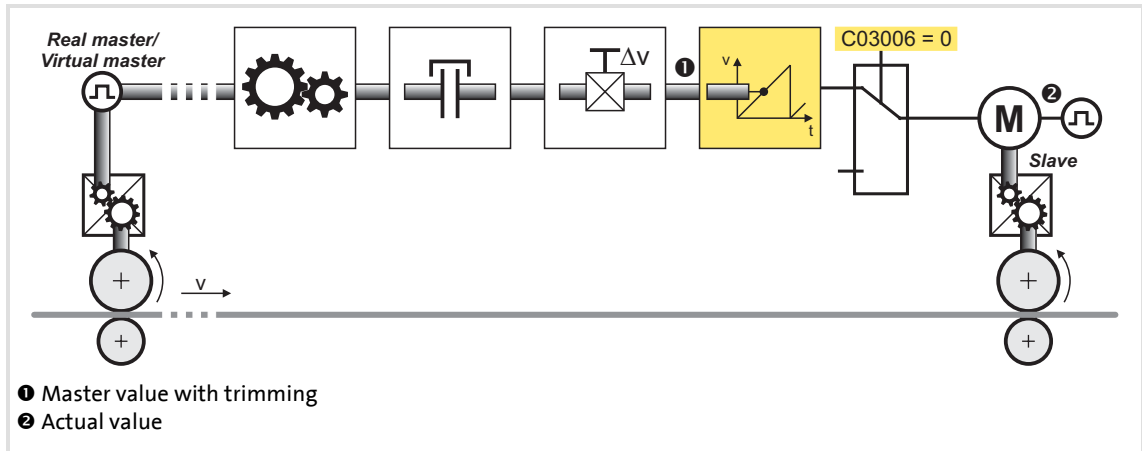 Real master/
Virtual master
Δv
❶
v
t
C03006 = 0
M
❷
Slave
v
❶ Master value with trimming
❷ Actual value